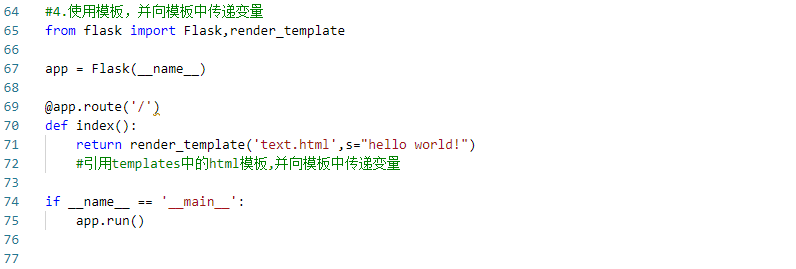 64 #4.使用模板，并向模板中传递变量
65 from flask import Flask,render_template
66
67 app = Flask(__name__)
68
69 @app.route('/')
70 def index():
71     return render_template('text.html',s="hello world!")
72     #引用templates中的html模板,并向模板中传递变量
73
74 if __name__ == '__main__':
75     app.run()
76
77